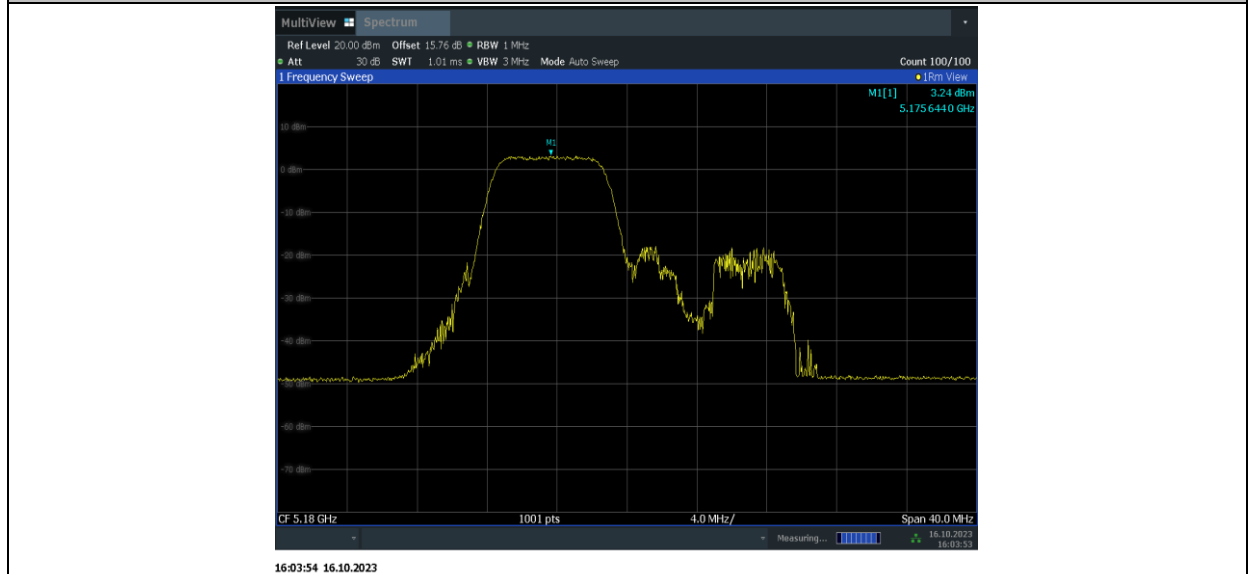 MultiView Spectrum
Ref Level 20.00 dBm Offset 15.76 dB RBW 1 MHz
Att 30 dB SWT 1.01 ms VBW 3 MHz Mode Auto Sweep Count 100/100
1 Frequency Sweep 1Rm View
M1[1] 3.24 dBm
5.1756440 GHz
10 dBm
M1
0 dBm
-10 dBm
-20 dBm
-30 dBm
-40 dBm
-50 dBm
-60 dBm
-70 dBm
CF 5.18 GHz 1001 pts 4.0 MHz/ Span 40.0 MHz
Measuring... 16.10.2023
16:03:53
16:03:54 16.10.2023